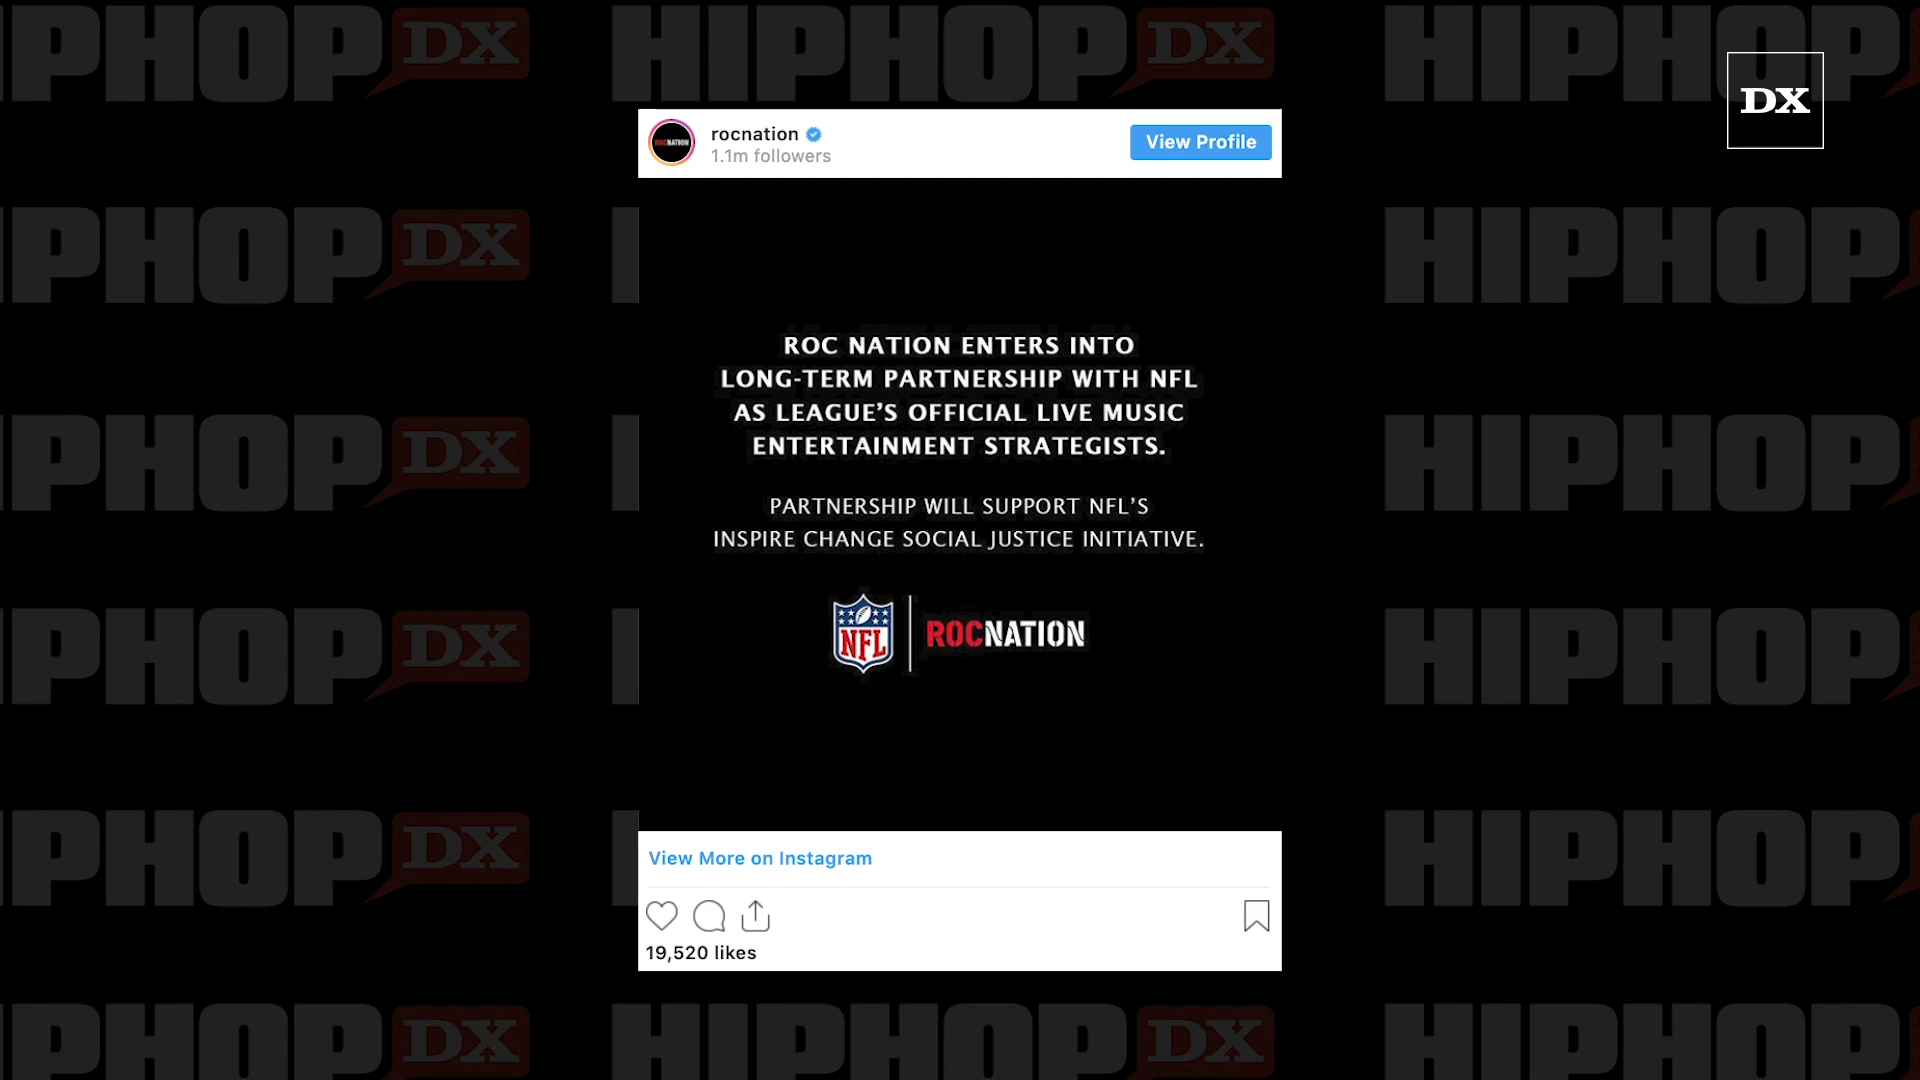 HIPHOPDX
DX
rocnation
1.1m followers
View Profile
ROCNATION
ROC NATION ENTERS INTO
LONG-TERM PARTNERSHIP WITH NFL
AS LEAGUE’S OFFICIAL LIVE MUSIC
ENTERTAINMENT STRATEGISTS.
PARTNERSHIP WILL SUPPORT NFL’S
INSPIRE CHANGE SOCIAL JUSTICE INITIATIVE.
NFL
ROCNATION
View More on Instagram
19,520 likes